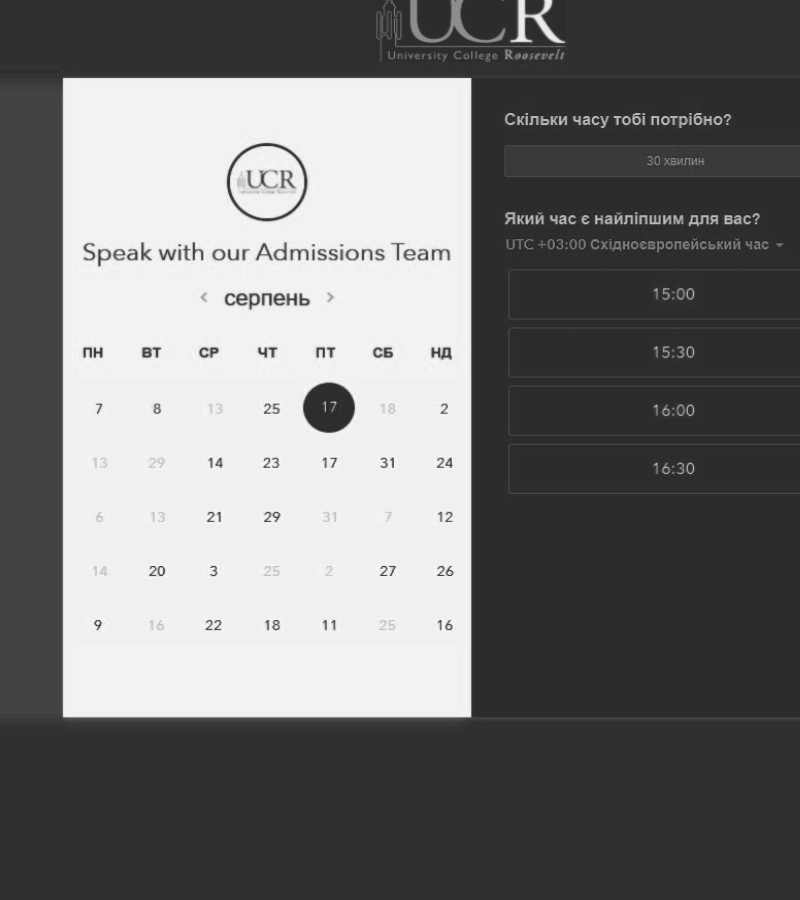 UCR
University College Roosevelt
UCR
Speak with our Admissions Team
< серпень >
ПН ВТ СР ЧТ ПТ СБ НД
7 8 13 25 17 18 2
13 29 14 23 17 31 24
6 13 21 29 31 7 12
14 20 3 25 2 27 26
9 16 22 18 11 25 16
Скільки часу тобі потрібно?
30 хвилин
Який час є найліпшим для вас?
UTC +03:00 Східноєвропейський час
15:00
15:30
16:00
16:30